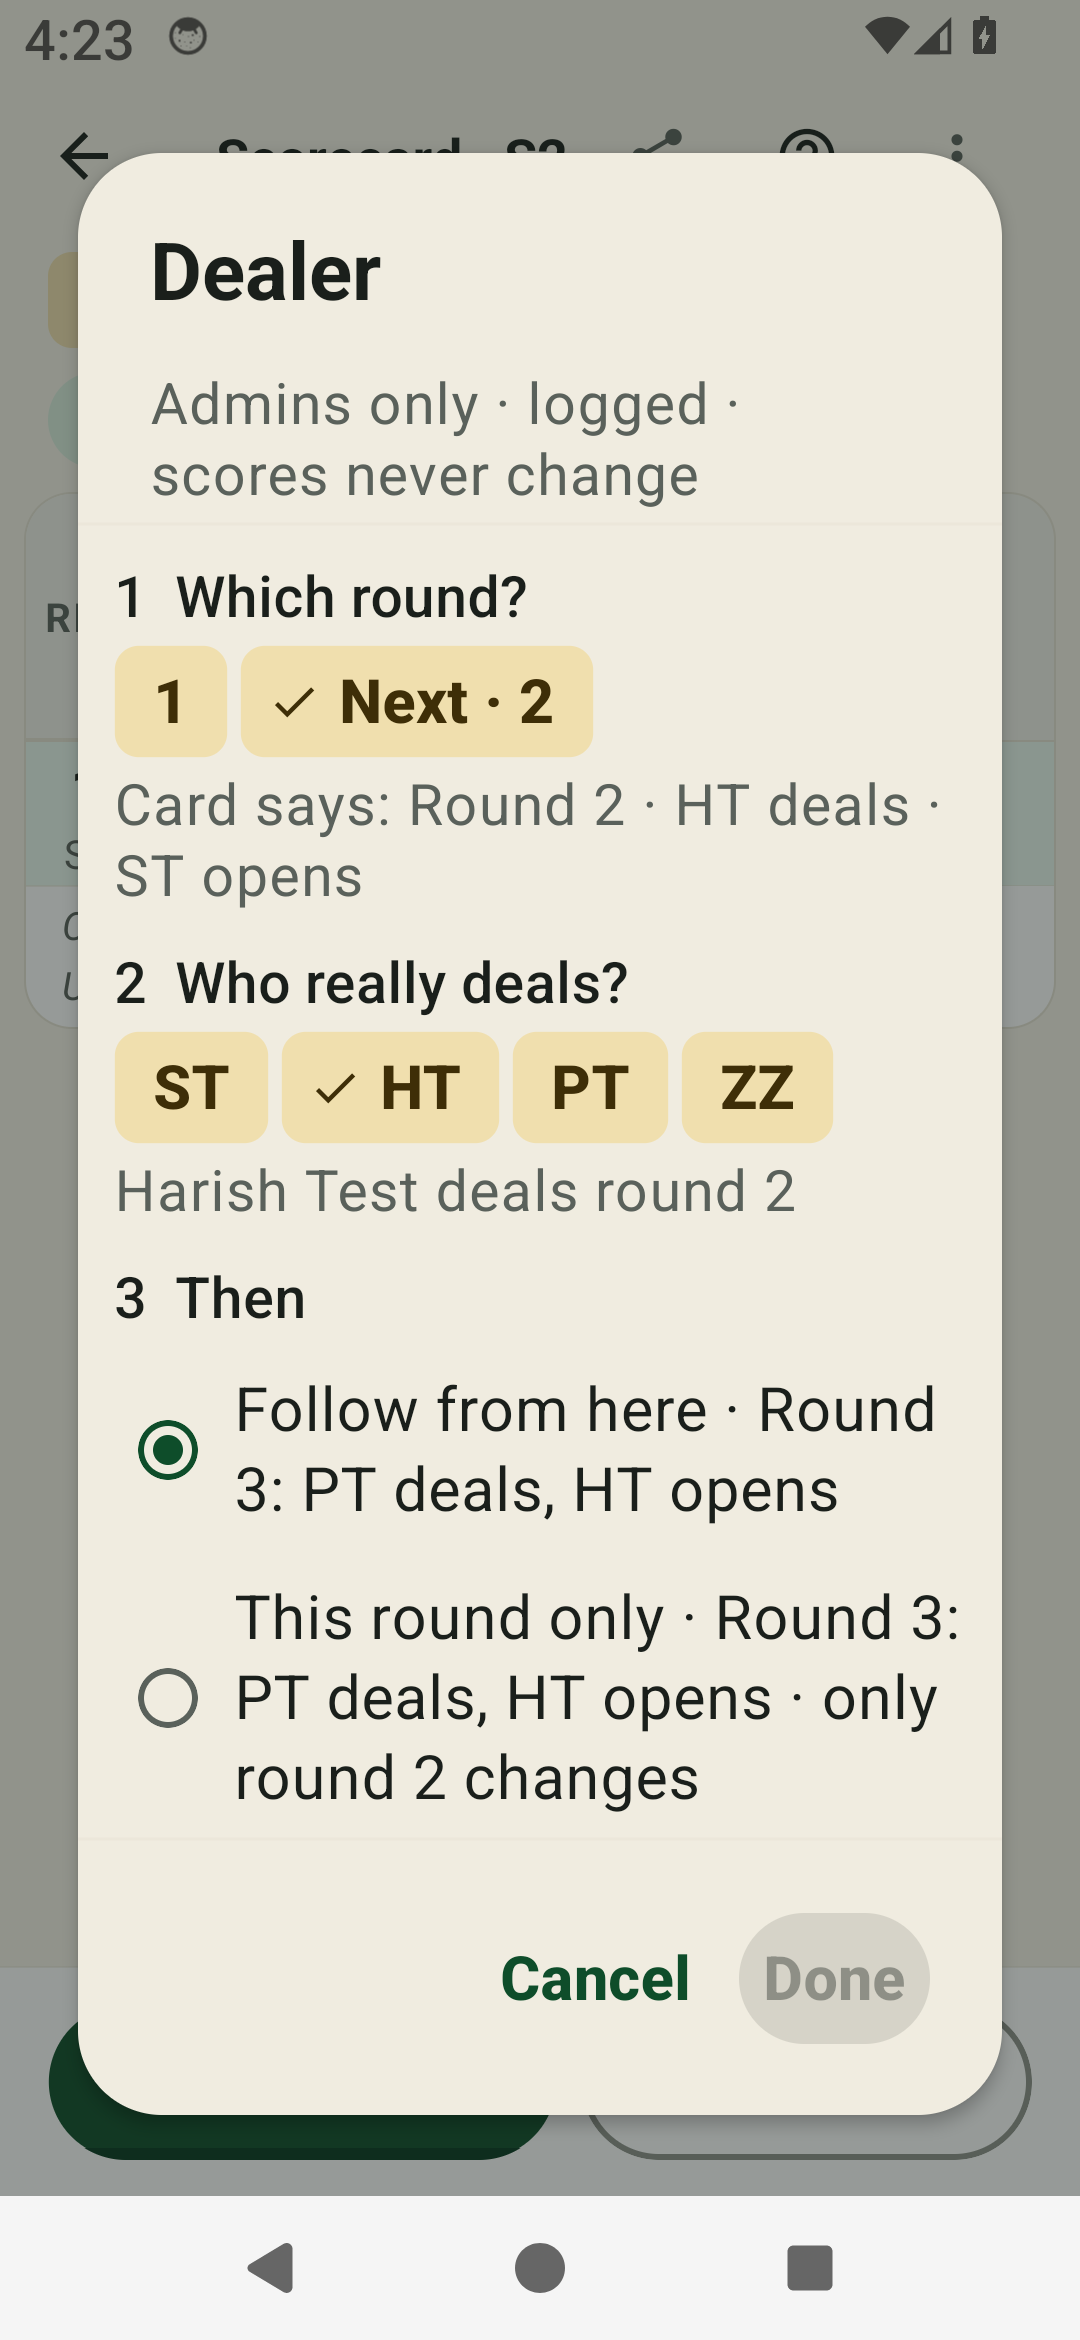 4:23
Dealer
Admins only · logged ·
scores never change
1 Which round?
1 Next · 2
Card says: Round 2 · HT deals ·
ST opens
2 Who really deals?
ST HT PT ZZ
Harish Test deals round 2
3 Then
Follow from here · Round
3: PT deals, HT opens
This round only · Round 3:
PT deals, HT opens · only
round 2 changes
Cancel Done